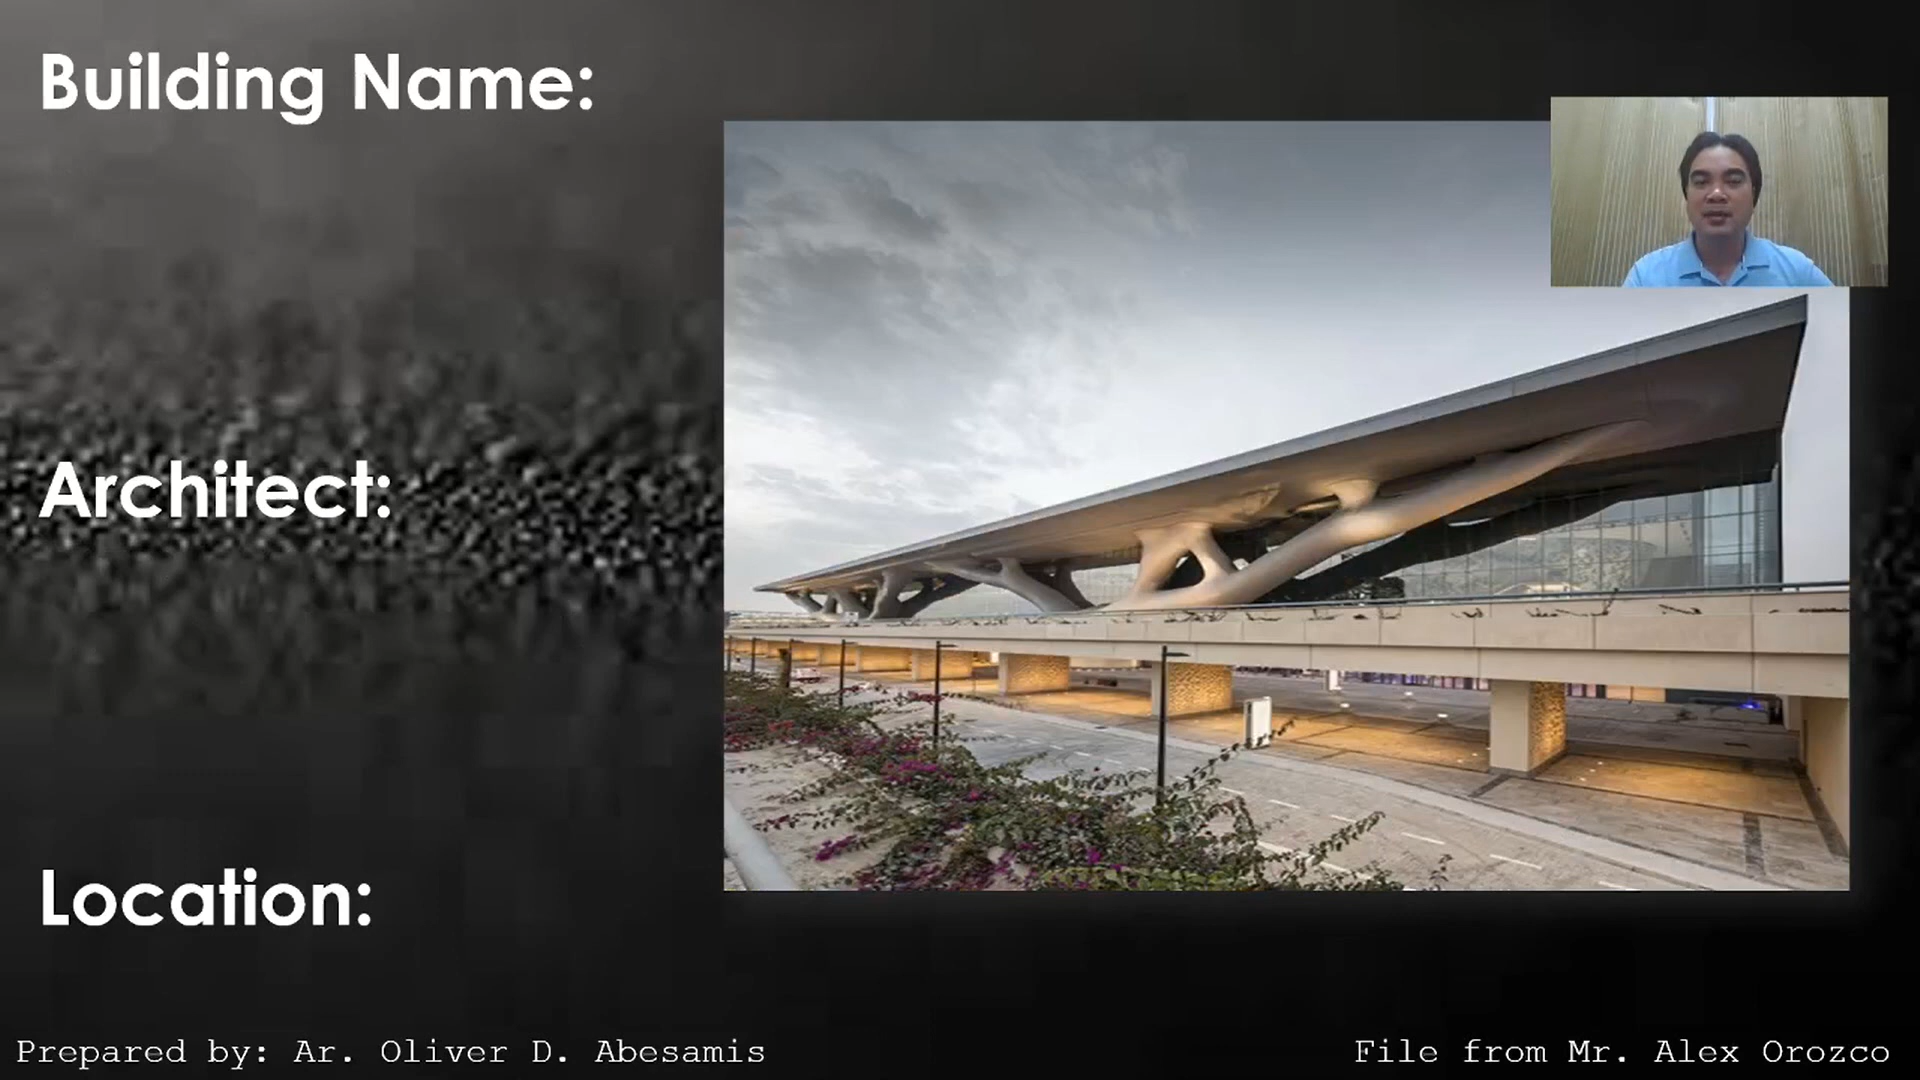 Building Name:
Architect:
Location:
Prepared by: Ar. Oliver D. Abesamis
File from Mr. Alex Orozco